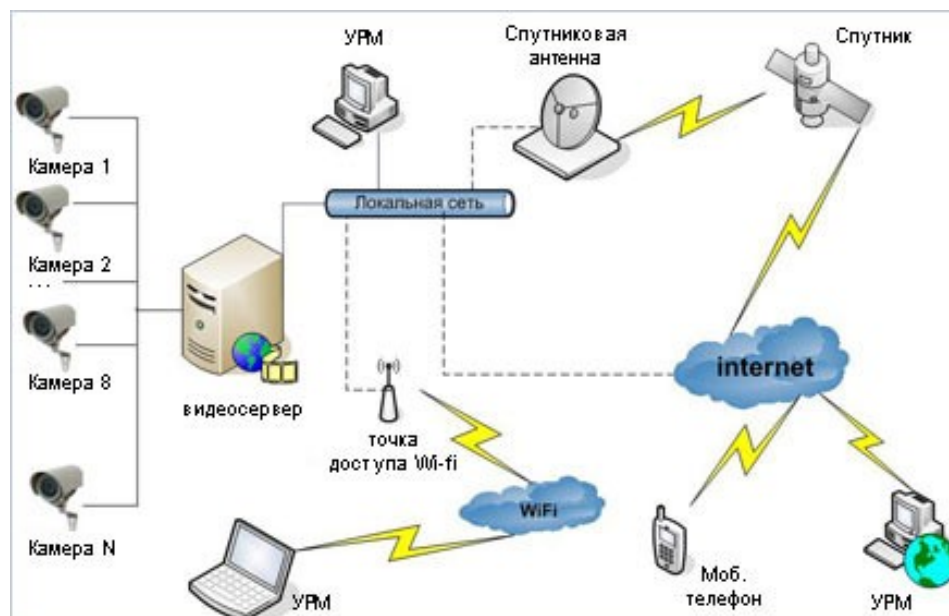 УРМ
Спутниковая
антенна
Спутник
Камера 1
Локальная сеть
Камера 2
...
Камера 8
internet
видеосервер
точка
доступа Wi-fi
WiFi
Камера N
УРМ
Моб.
телефон
УРМ